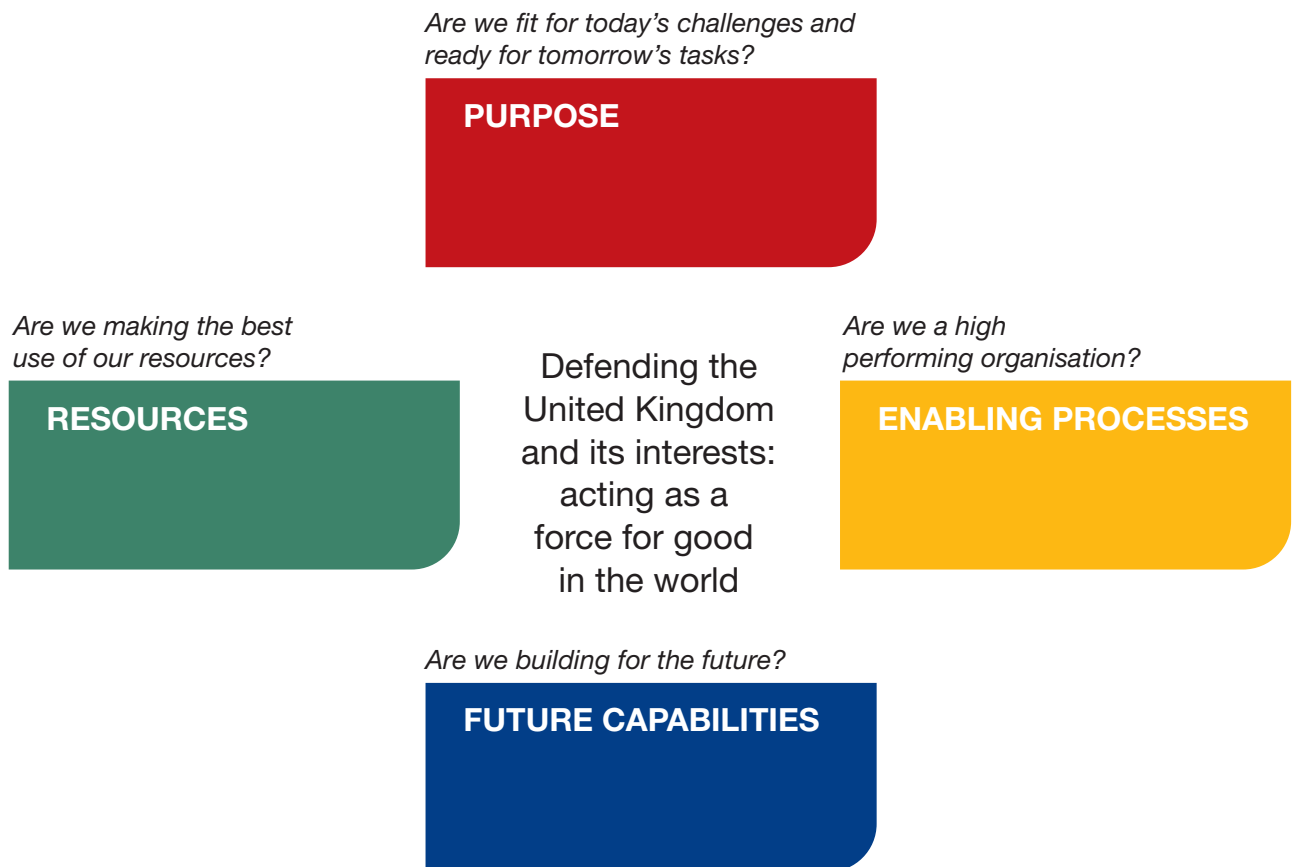 Are we fit for today’s challenges and
ready for tomorrow’s tasks?
PURPOSE
Are we making the best
use of our resources?
RESOURCES
Defending the
United Kingdom
and its interests:
acting as a
force for good
in the world
Are we a high
performing organisation?
ENABLING PROCESSES
Are we building for the future?
FUTURE CAPABILITIES